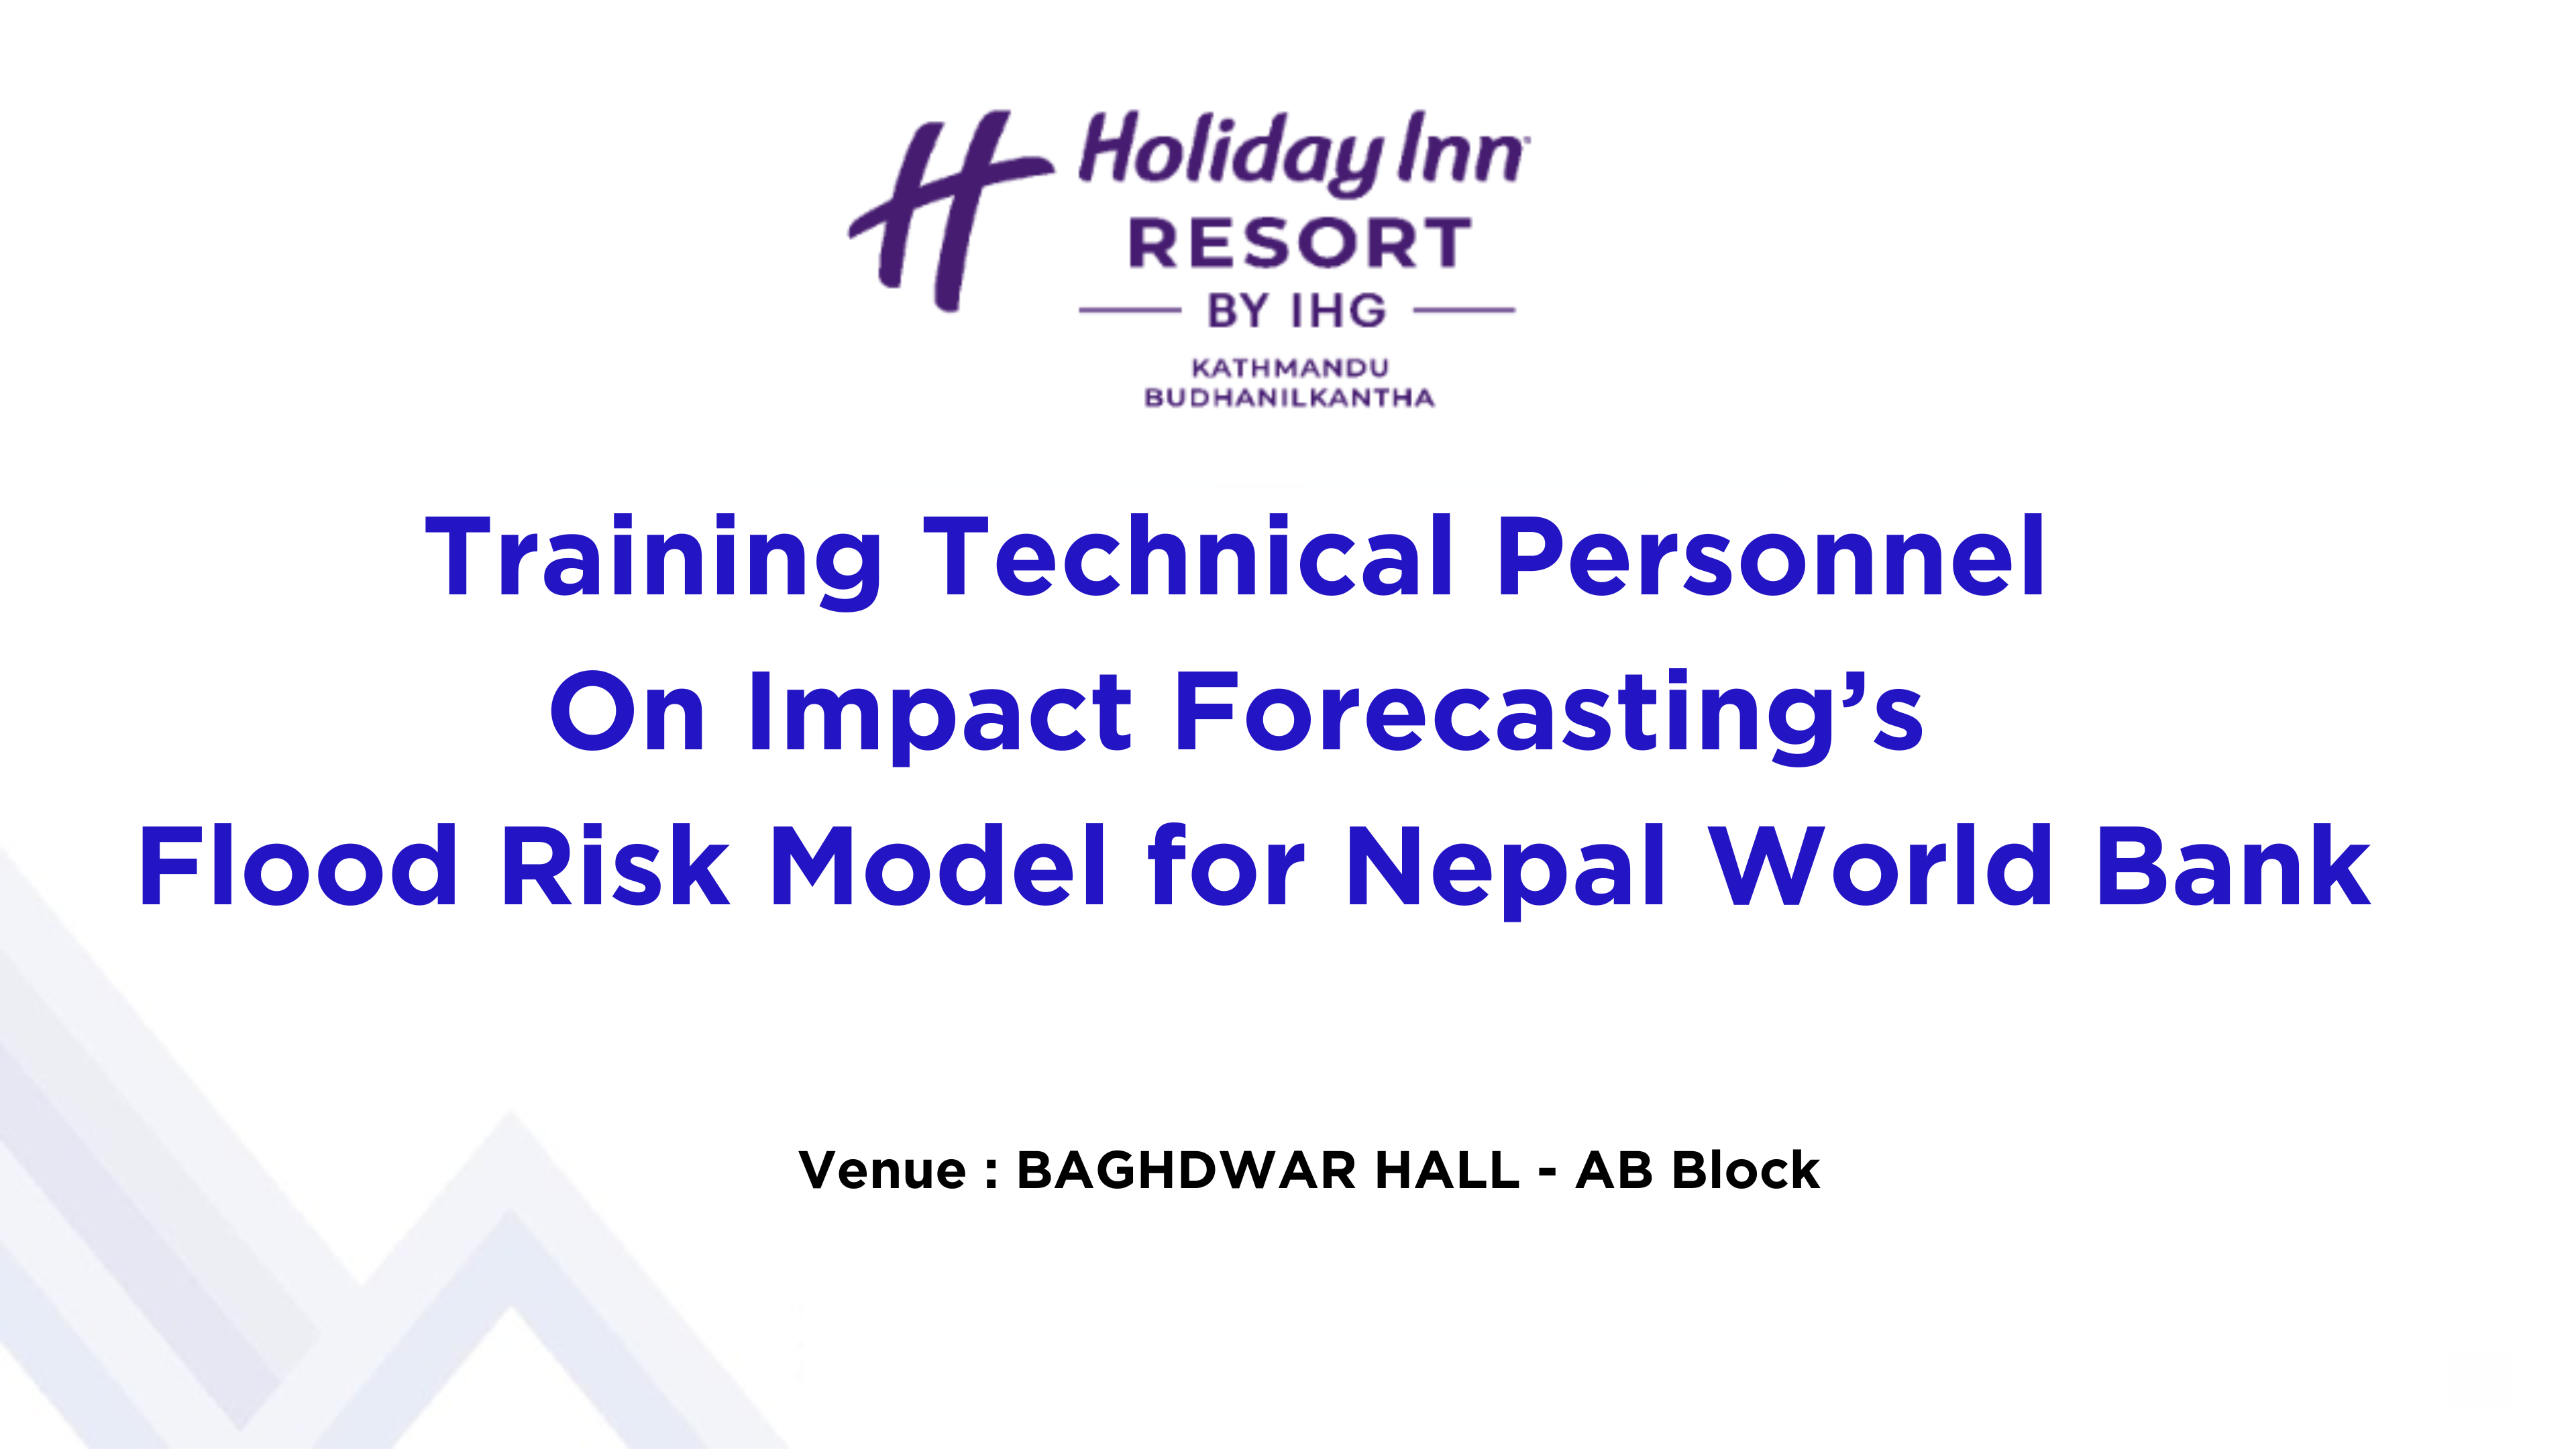 Holiday Inn
RESORT
BY IHG
KATHMANDU
BUDHANILKANTHA
Training Technical Personnel
On Impact Forecasting’s
Flood Risk Model for Nepal World Bank
Venue : BAGHDWAR HALL - AB Block